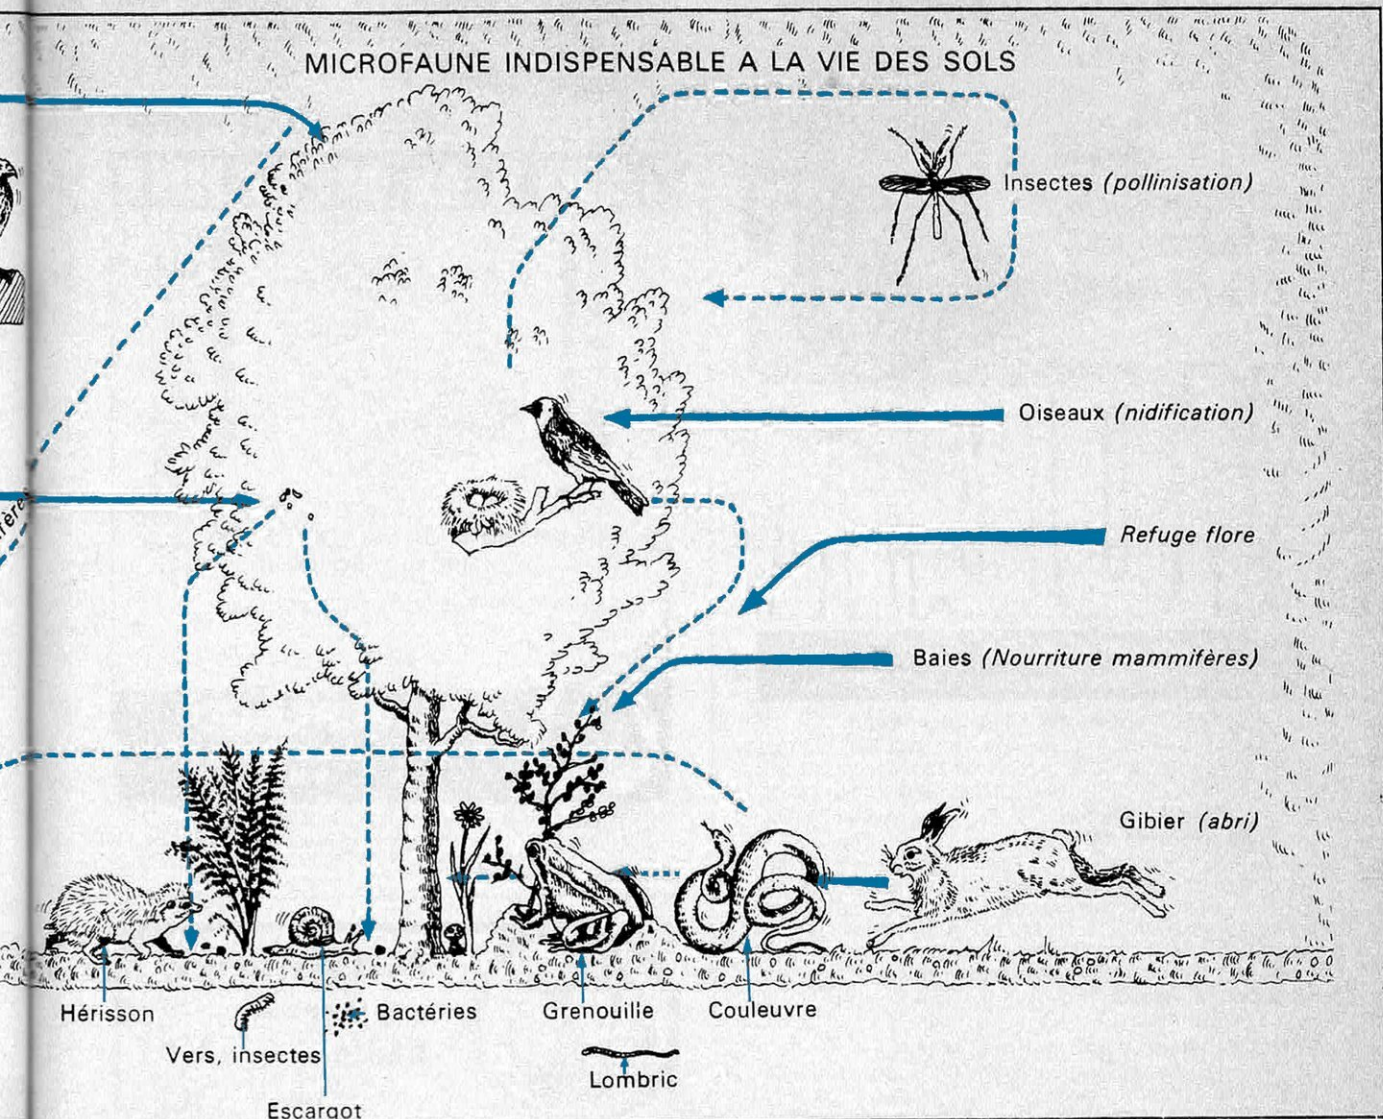 MICROFAUNE INDISPENSABLE A LA VIE DES SOLS
Insectes (pollinisation)
Oiseaux (nidification)
Refuge flore
Baies (Nourriture mammifères)
Gibier (abri)
Hérisson
Bactéries
Grenouille
Couleuvre
Vers, insectes
Lombric
Escargot